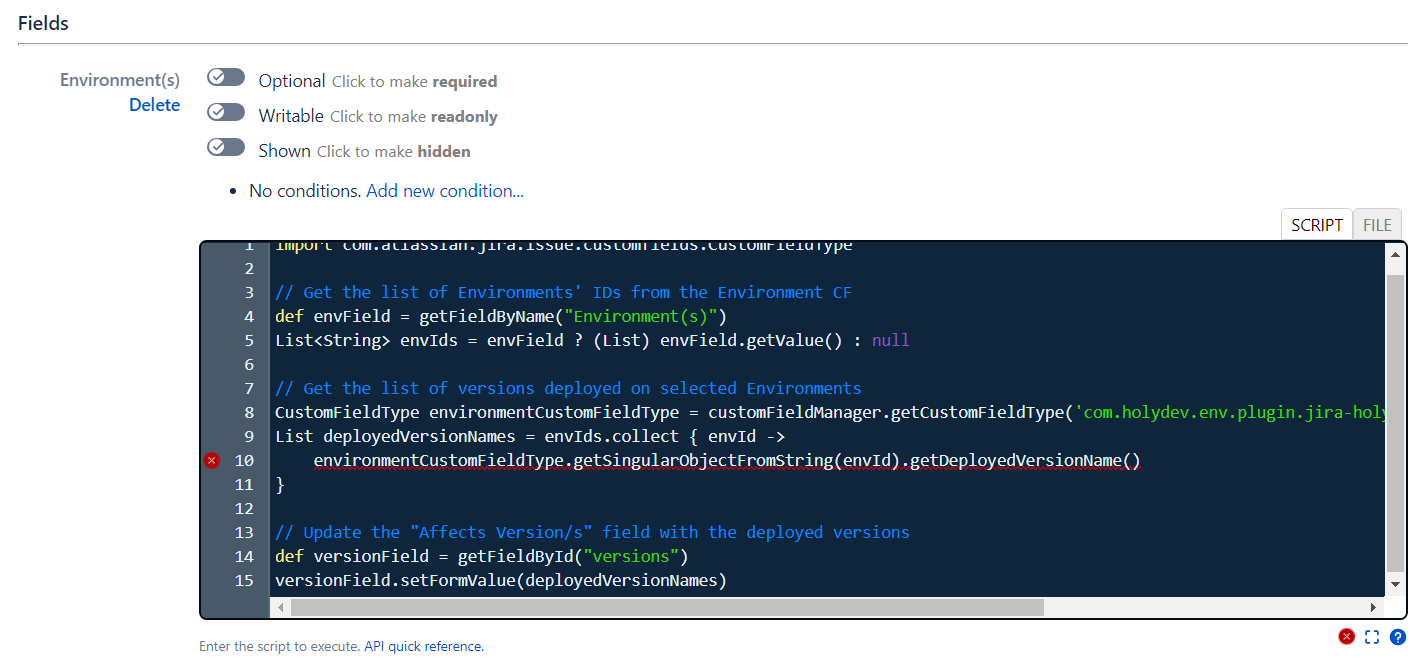 Fields
Environment(s)
Delete
Optional Click to make required
Writable Click to make readonly
Shown Click to make hidden
• No conditions. Add new condition...
SCRIPT FILE
1 import com.atlassian.jira.issue.customfields.CustomFieldType
2
3 // Get the list of Environments' IDs from the Environment CF
4 def envField = getFieldByName("Environment(s)")
5 List<String> envIds = envField ? (List) envField.getValue() : null
6
7 // Get the list of versions deployed on selected Environments
8 CustomFieldType environmentCustomFieldType = customFieldManager.getCustomFieldType('com.holydev.env.plugin.jira-holy
9 List deployedVersionNames = envIds.collect { envId ->
10 environmentCustomFieldType.getSingularObjectFromString(envId).getDeployedVersionName()
11 }
12
13 // Update the "Affects Version/s" field with the deployed versions
14 def versionField = getFieldById("versions")
15 versionField.setFormValue(deployedVersionNames)
Enter the script to execute. API quick reference.